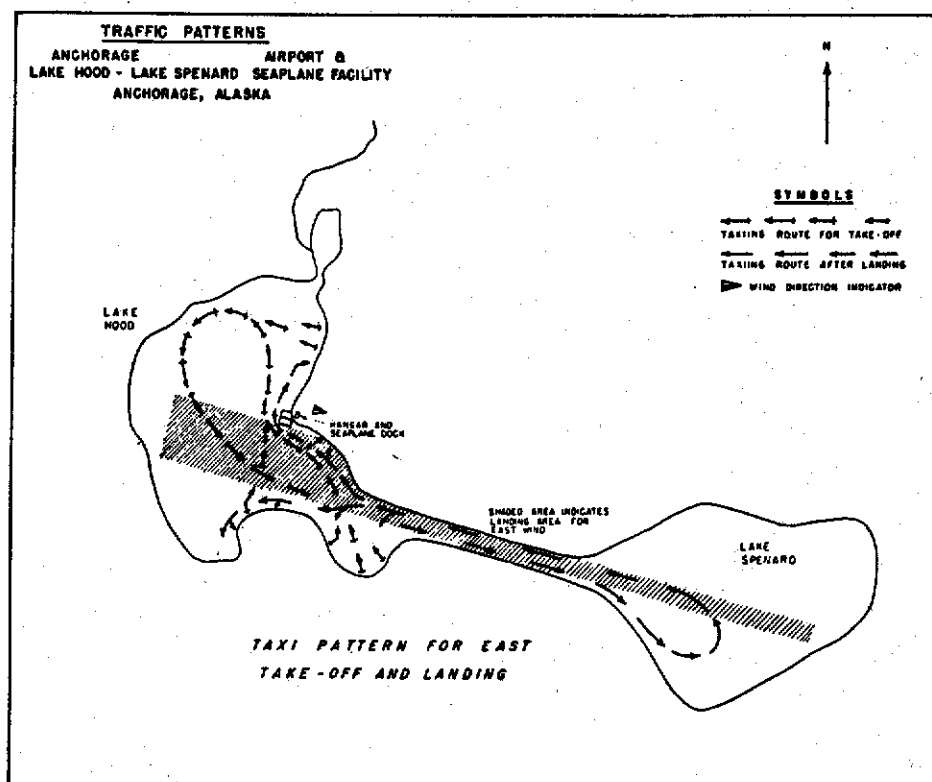 TRAFFIC PATTERNS
ANCHORAGE AIRPORT &
LAKE HOOD - LAKE SPENARD SEAPLANE FACILITY
ANCHORAGE, ALASKA
N
SYMBOLS
TAXIING ROUTE FOR TAKE-OFF
TAXIING ROUTE AFTER LANDING
WIND DIRECTION INDICATOR
LAKE
HOOD
HANGAR AND
SEAPLANE DOCK
SHADED AREA INDICATES
LANDING AREA FOR
EAST WIND
LAKE
SPENARD
TAXI PATTERN FOR EAST
TAKE-OFF AND LANDING